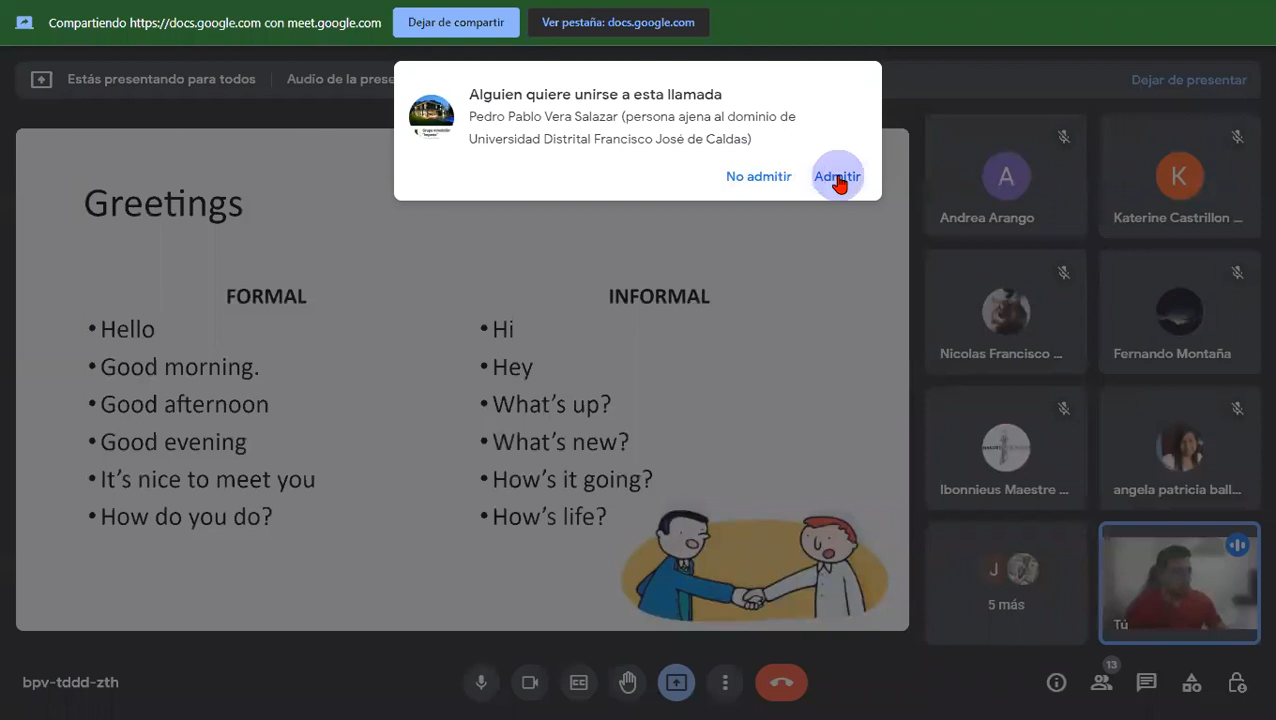 Compartiendo https://docs.google.com con meet.google.com
Dejar de compartir
Ver pestaña: docs.google.com
Estás presentando para todos
Audio de la prese
Dejar de presentar
Alguien quiere unirse a esta llamada
Pedro Pablo Vera Salazar (persona ajena al dominio de
Universidad Distrital Francisco José de Caldas)
No admitir
Admitir
Greetings
FORMAL
•Hello
•Good morning.
•Good afternoon
•Good evening
•It's nice to meet you
•How do you do?
INFORMAL
•Hi
•Hey
•What's up?
•What's new?
•How's it going?
•How's life?
A
Andrea Arango
K
Katerine Castrillon ...
Nicolas Francisco ...
Fernando Montaña
Ibonnieus Maestre ...
angela patricia ball...
J
5 más
Tú
bpv-tddd-zth
13